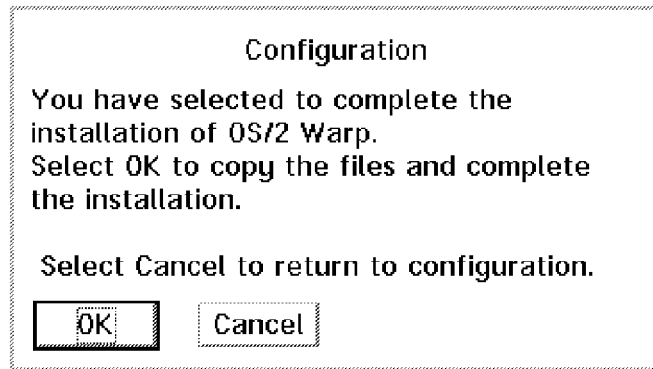 Configuration
You have selected to complete the
installation of OS/2 Warp.
Select OK to copy the files and complete
the installation.
Select Cancel to return to configuration.
OK Cancel